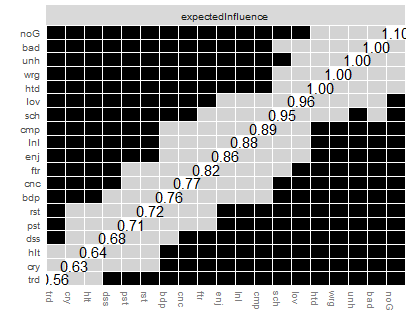 expectedInfluence
noG 1.10
bad 1.00
unh 1.00
wrg 1.00
htd 1.00
lov 0.96
sch 0.95
cmp 0.89
lnl 0.88
enj 0.86
ftr 0.82
cnc 0.77
bdp 0.76
rst 0.72
pst 0.71
dss 0.68
hlt 0.64
cry 0.63
trd 0.56
trd cry hlt dss pst rst bdp cnc ftr enj lnl cmp sch lov htd wrg unh bad noG